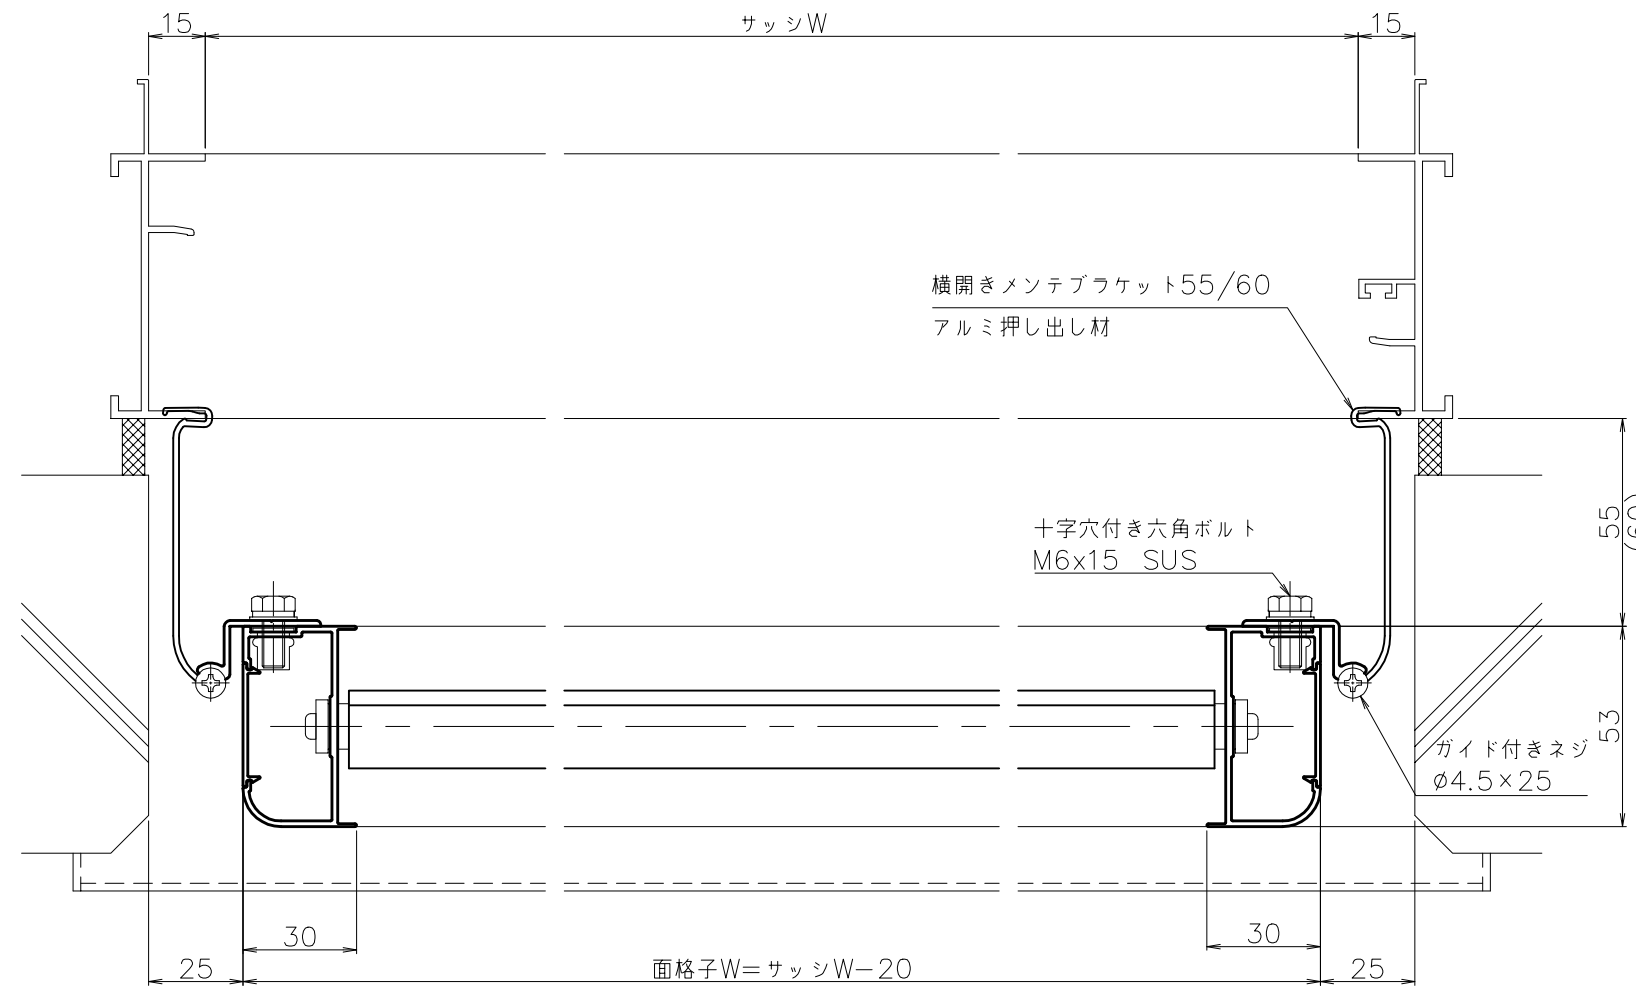 15
サッシW
15
横開きメンテブラケット55/60
アルミ押し出し材
十字穴付き六角ボルト
M6x15 SUS
55
(60)
53
ガイド付きネジ
φ4.5×25
30
30
25
面格子W=サッシW-20
25